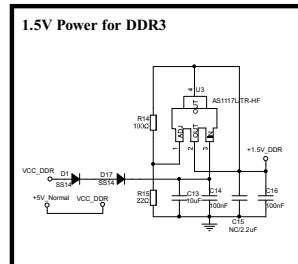 1.5V Power for DDR3
4
U3
AS1117L/TR-HF
OUT
ADJ
OUT
IN
1
2
3
R14
100Ω
+1.5V_DDR
VCC_DDR
D1
SS14
D17
SS14
R15
22Ω
C13
10uF
C14
100nF
C16
100nF
C15
NC/2.2uF
+5V_Normal
VCC_DDR